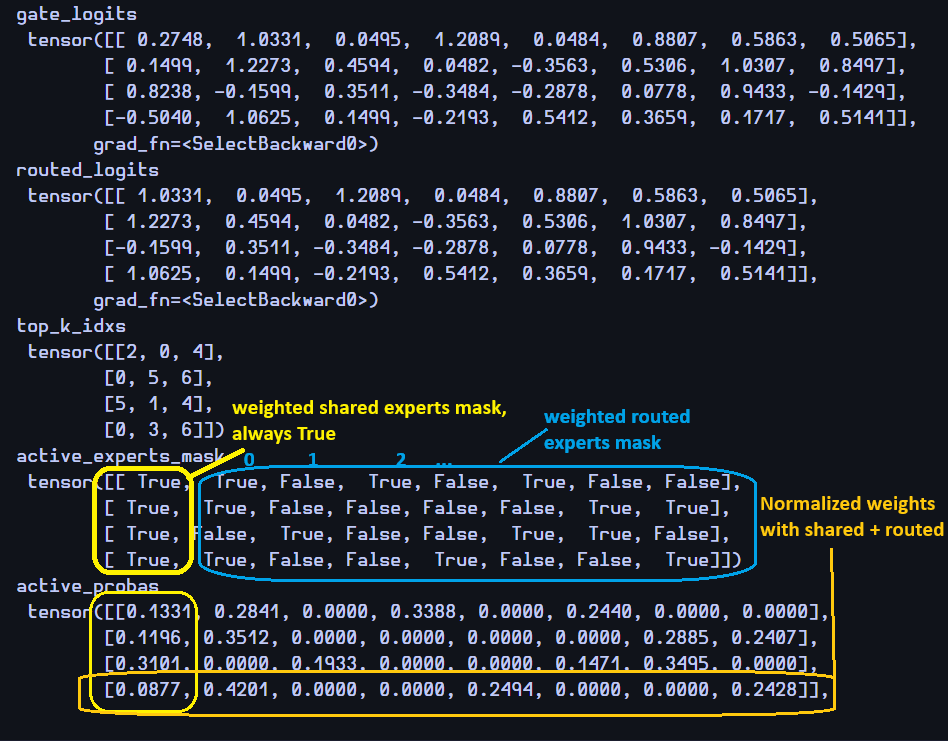 gate_logits
tensor([[ 0.2748, 1.0331, 0.0495, 1.2089, 0.0484, 0.8807, 0.5863, 0.5065],
[ 0.1499, 1.2273, 0.4594, 0.0482, -0.3563, 0.5306, 1.0307, 0.8497],
[ 0.8238, -0.1599, 0.3511, -0.3484, -0.2878, 0.0778, 0.9433, -0.1429],
[-0.5040, 1.0625, 0.1499, -0.2193, 0.5412, 0.3659, 0.1717, 0.5141]],
grad_fn=<SelectBackward0>)
routed_logits
tensor([[ 1.0331, 0.0495, 1.2089, 0.0484, 0.8807, 0.5863, 0.5065],
[ 1.2273, 0.4594, 0.0482, -0.3563, 0.5306, 1.0307, 0.8497],
[-0.1599, 0.3511, -0.3484, -0.2878, 0.0778, 0.9433, -0.1429],
[ 1.0625, 0.1499, -0.2193, 0.5412, 0.3659, 0.1717, 0.5141]],
grad_fn=<SelectBackward0>)
top_k_idxs
tensor([[2, 0, 4],
[0, 5, 6],
[5, 1, 4],
[0, 3, 6]])
weighted shared experts mask,
always True
weighted routed
experts mask
active_experts_mask
0 1 2 ...
tensor([[ True, True, False, True, False, True, False, False],
[ True, True, False, False, False, False, True, True],
[ True, False, True, False, False, True, True, False],
[ True, True, False, False, True, False, False, True]])
Normalized weights
with shared + routed
active_probas
tensor([[0.1331, 0.2841, 0.0000, 0.3388, 0.0000, 0.2440, 0.0000, 0.0000],
[0.1196, 0.3512, 0.0000, 0.0000, 0.0000, 0.0000, 0.2885, 0.2407],
[0.3101, 0.0000, 0.1933, 0.0000, 0.0000, 0.1471, 0.3495, 0.0000],
[0.0877, 0.4201, 0.0000, 0.0000, 0.2494, 0.0000, 0.0000, 0.2428]],